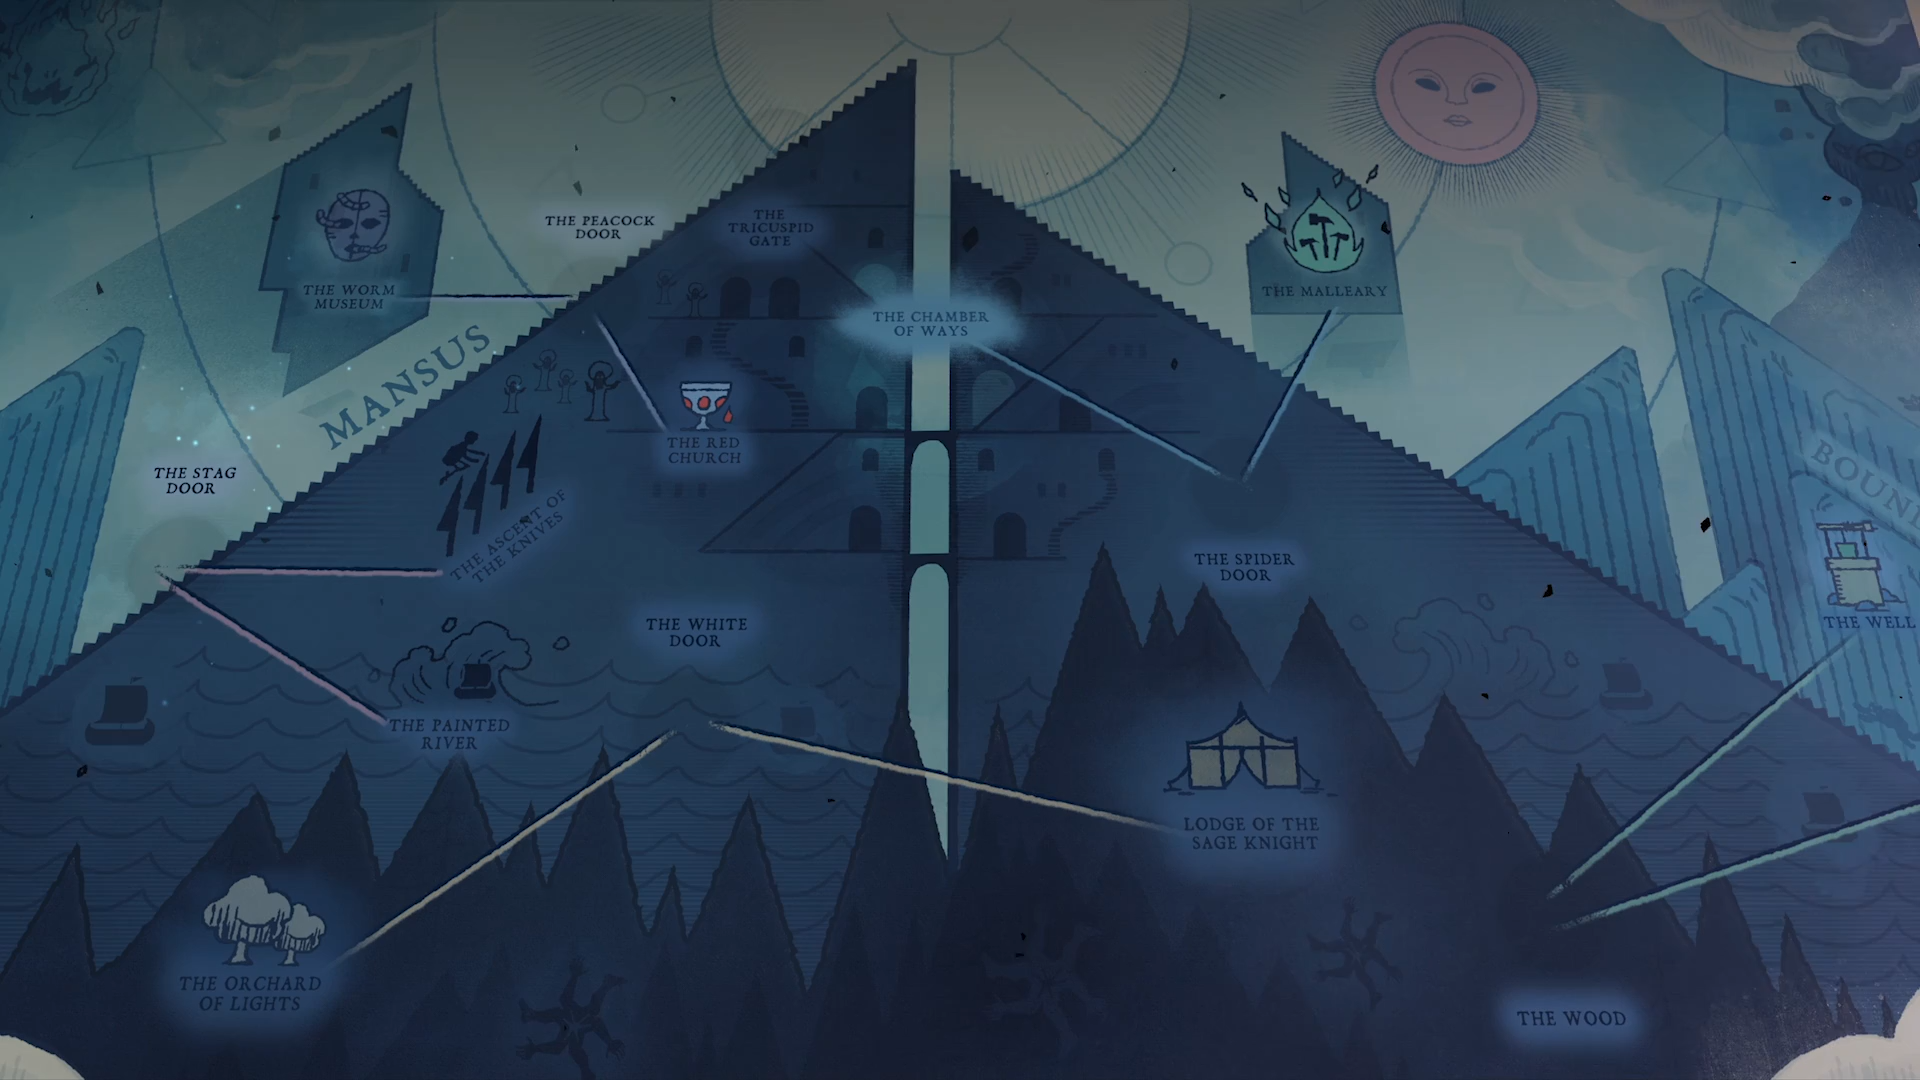 THE PEACOCK
DOOR
THE
TRICUSPID
GATE
THE WORM
MUSEUM
THE MALLEARY
THE CHAMBER
OF WAYS
MANSUS
THE RED
CHURCH
THE STAG
DOOR
THE ASCENT OF
THE KNIVES
THE SPIDER
DOOR
BOUN
THE WELL
THE WHITE
DOOR
THE PAINTED
RIVER
LODGE OF THE
SAGE KNIGHT
THE ORCHARD
OF LIGHTS
THE WOOD